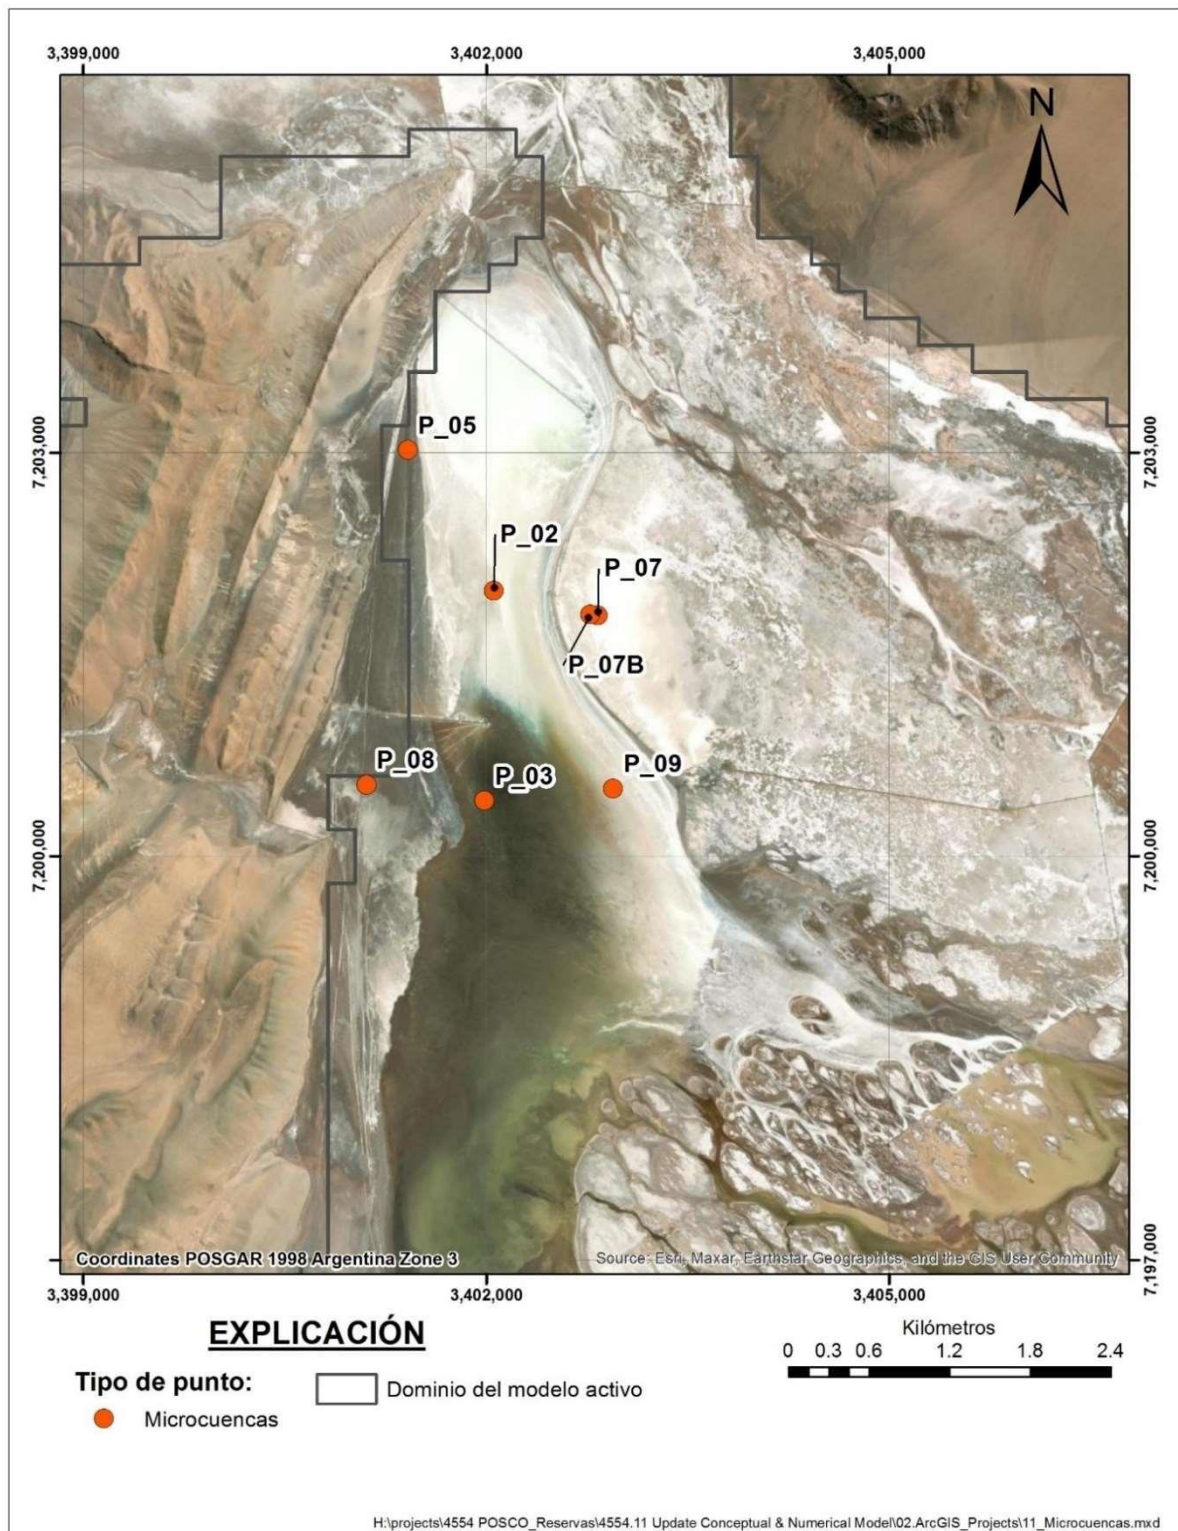 3,399,000
3,402,000
3,405,000
N
P_05
7,203,000
7,203,000
P_02
P_07
P_07B
P_08
P_03
P_09
7,200,000
7,200,000
Coordinates POSGAR 1998 Argentina Zone 3
Source: Esri, Maxar, Earthstar Geographics, and the GIS User Community
7,197,000
3,399,000
3,402,000
3,405,000
EXPLICACIÓN
Kilómetros
0 0.3 0.6 1.2 1.8 2.4
Tipo de punto:
Dominio del modelo activo
Microcuencas
H:\projects\4554 POSCO_Reservas\4554.11 Update Conceptual & Numerical Model\02.ArcGIS_Projects\11_Microcuencas.mxd